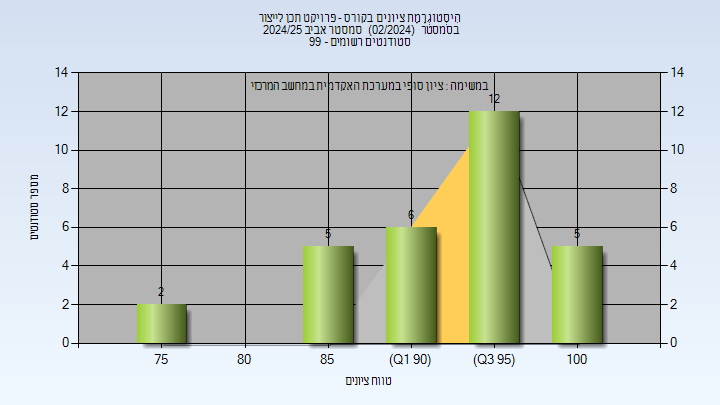 היסטוגרמת ציונים בקורס - פרויקט תכן לייצור
בסמסטר (02/2024) סמסטר אביב 2024/25
סטודנטים רשומים - 99
במשימה : ציון סופי במערכת האקדמית במחשב המרכזי
14 14
12 12
10 10
8 8
6 6
4 4
2 2
0 0
2 5 6 12 5
75 80 85 (Q1 90) (Q3 95) 100
מספר סטודנטים
טווח ציונים